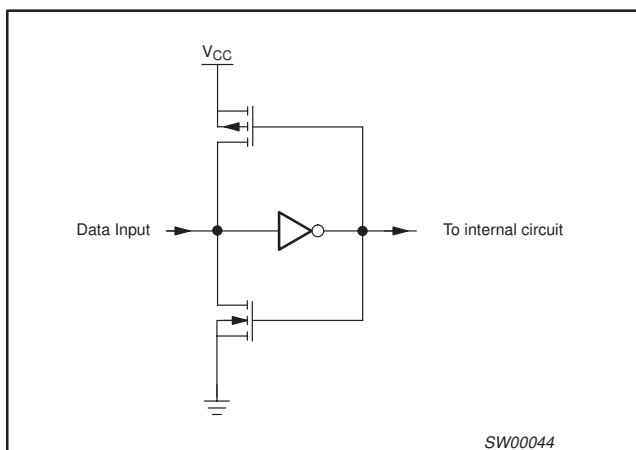 VCC
Data Input
To internal circuit
SW00044